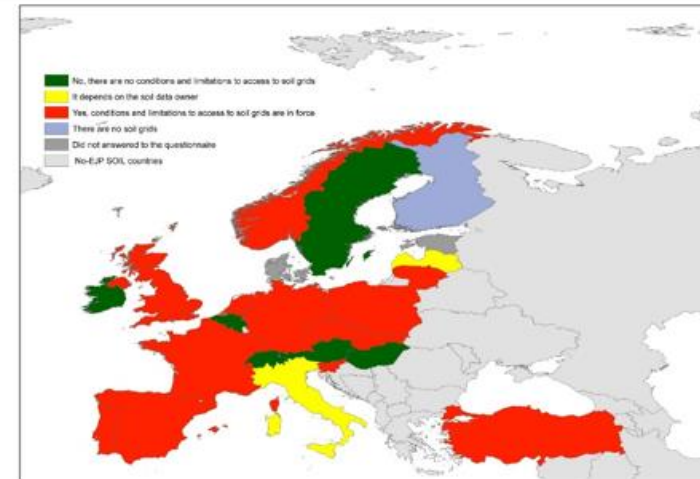 No, there are no conditions and limitations to access to soil grids
It depends on the soil data owner
Yes, conditions and limitations to access to soil grids are in force
There are no soil grids
Did not answered to the questionnaire
No-EJP SOIL countries